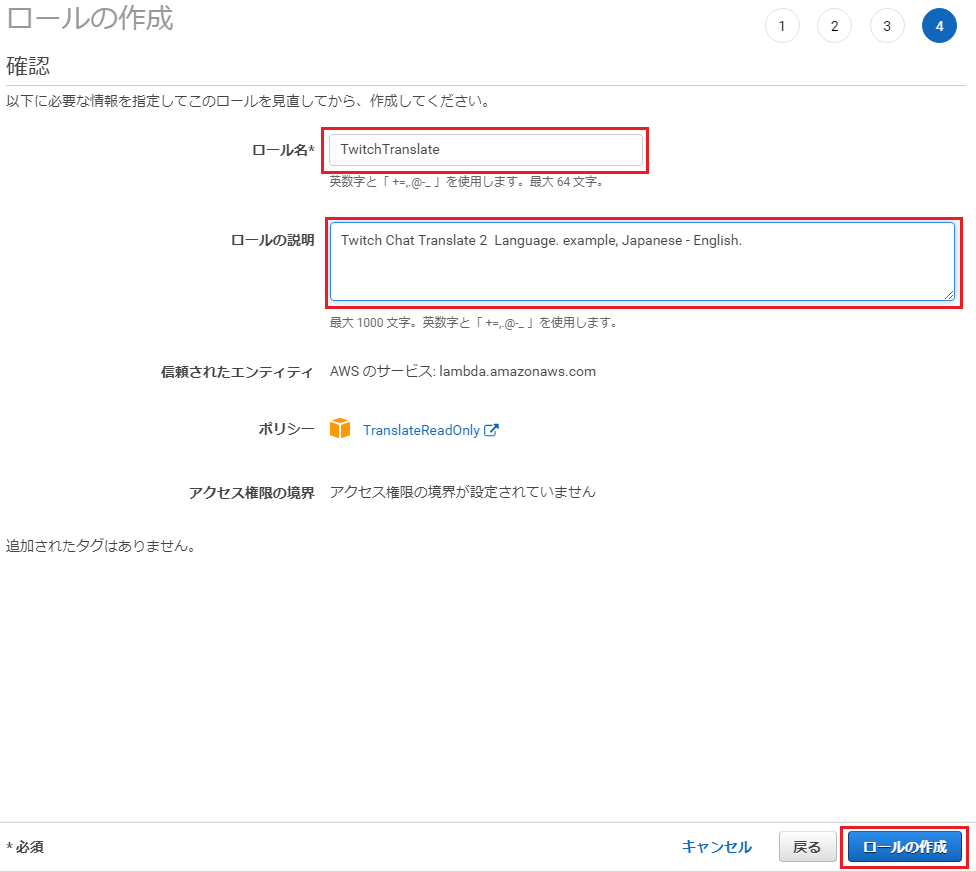 ロールの作成
1 2 3 4
確認
以下に必要な情報を指定してこのロールを見直してから、作成してください。
ロール名* TwitchTranslate
英数字と「 +=,.@-_ 」を使用します。最大 64 文字。
ロールの説明 Twitch Chat Translate 2  Language. example, Japanese - English.
最大 1000 文字。英数字と「 +=,.@-_ 」を使用します。
信頼されたエンティティ AWS のサービス: lambda.amazonaws.com
ポリシー TranslateReadOnly
アクセス権限の境界 アクセス権限の境界が設定されていません
追加されたタグはありません。
* 必須 キャンセル 戻る ロールの作成